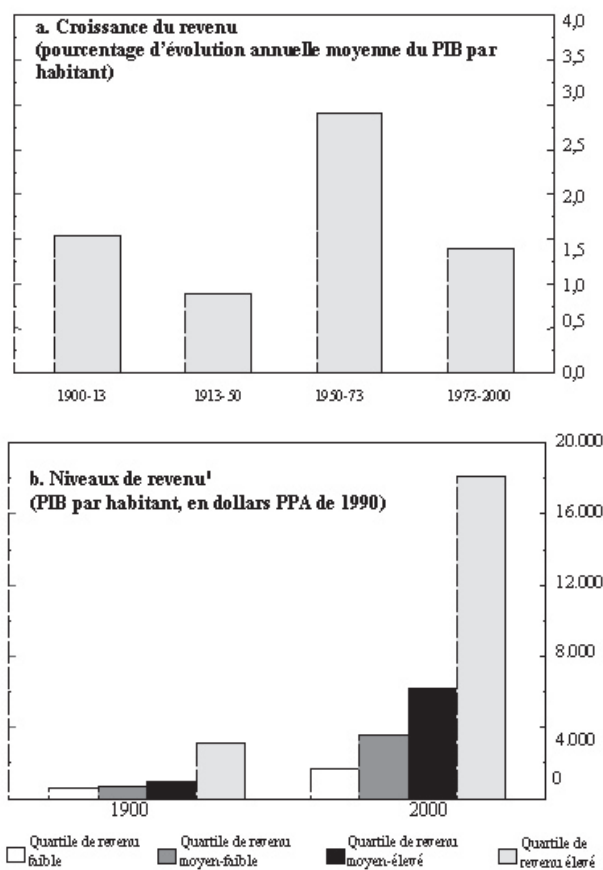 a. Croissance du revenu
(pourcentage d'évolution annuelle moyenne du PIB par
habitant)
4,0
3,5
3,0
2,5
2,0
1,5
1,0
0,5
0,0
1900-13
1913-50
1950-73
1973-2000
b. Niveaux de revenu¹
(PIB par habitant, en dollars PPA de 1990)
20.000
16.000
12.000
8.000
4.000
0
1900
2000
Quartile de revenu
faible
Quartile de revenu
moyen-faible
Quartile de revenu
moyen-élevé
Quartile de
revenu élevé